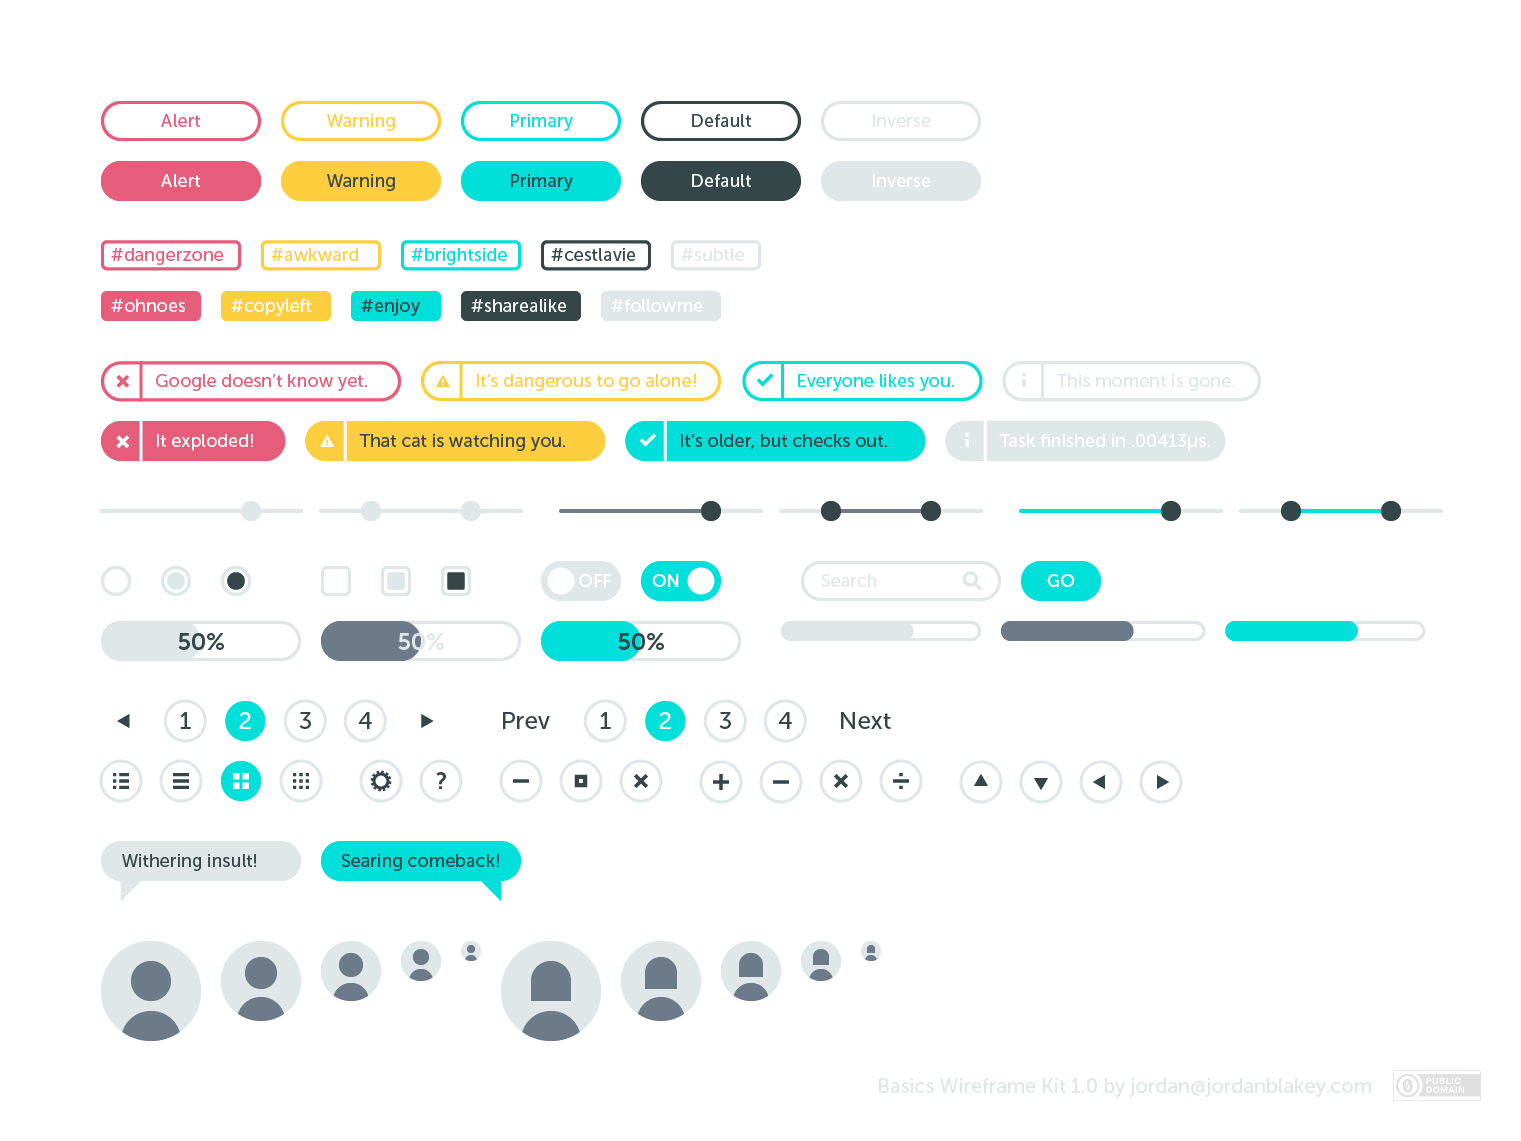 Alert Warning Primary Default Inverse
Alert Warning Primary Default Inverse
#dangerzone #awkward #brightside #cestlavie #subtle
#ohnoes #copyleft #enjoy #sharealike #followme
Google doesn’t know yet. It’s dangerous to go alone! Everyone likes you. This moment is gone.
It exploded! That cat is watching you. It’s older, but checks out. Task finished in .00413µs.
OFF ON Search GO
50% 50% 50%
1 2 3 4 Prev 1 2 3 4 Next
?
Withering insult! Searing comeback!
Basics Wireframe Kit 1.0 by jordan@jordanblakey.com
PUBLIC
DOMAIN